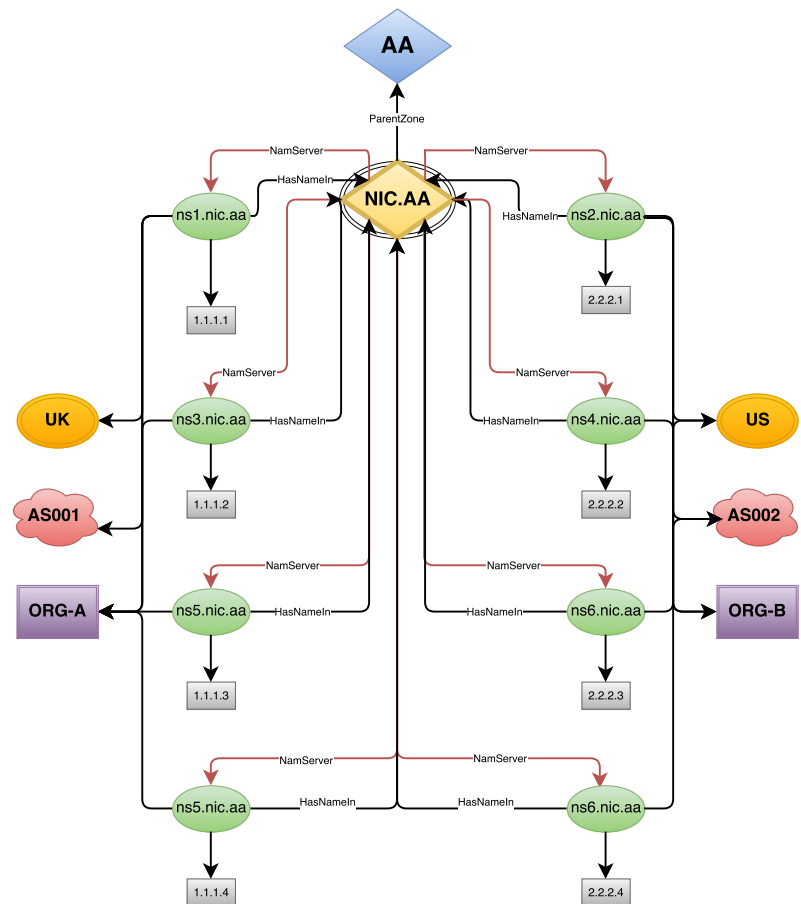 AA
ParentZone
NamServer
NamServer
HasNameIn
NIC.AA
HasNameIn
ns1.nic.aa
ns2.nic.aa
1.1.1.1
2.2.2.1
NamServer
NamServer
UK
ns3.nic.aa
HasNameIn
HasNameIn
ns4.nic.aa
US
1.1.1.2
2.2.2.2
AS001
AS002
NamServer
NamServer
ORG-A
ns5.nic.aa
HasNameIn
HasNameIn
ns6.nic.aa
ORG-B
1.1.1.3
2.2.2.3
NamServer
NamServer
ns5.nic.aa
HasNameIn
HasNameIn
ns6.nic.aa
1.1.1.4
2.2.2.4